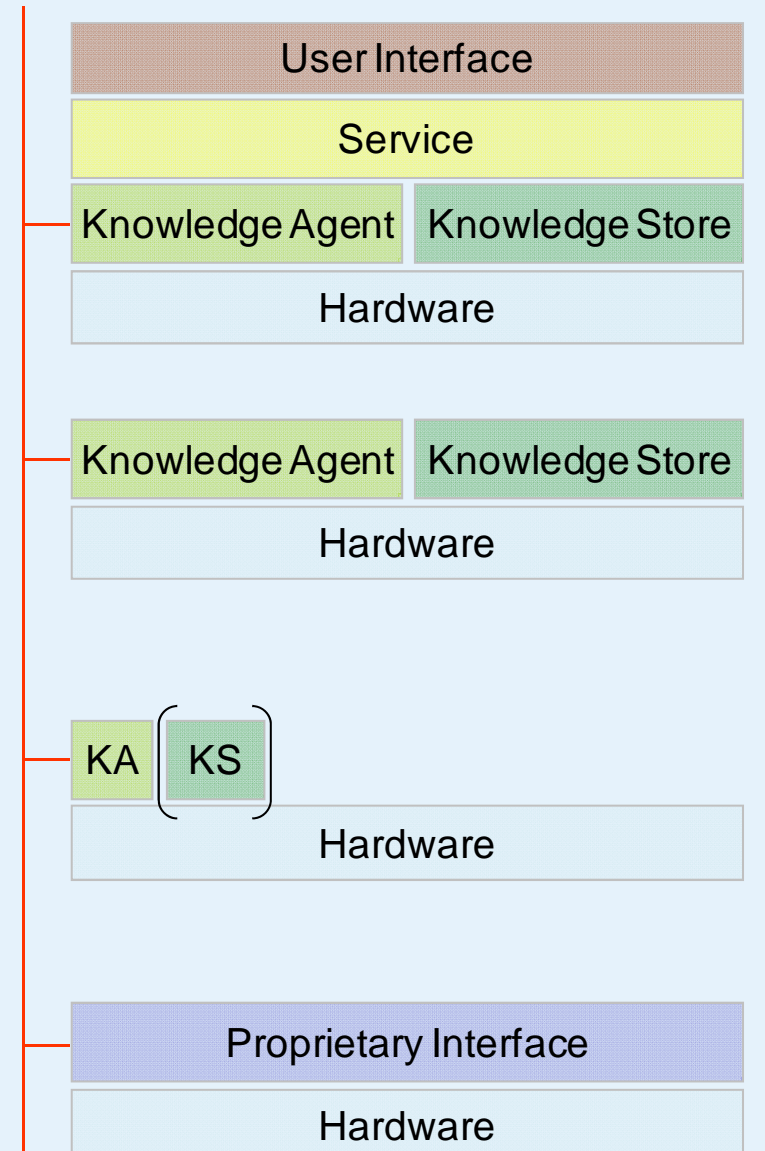 User Interface
Service
Knowledge Agent Knowledge Store
Hardware
Knowledge Agent Knowledge Store
Hardware
KA KS
Hardware
Proprietary Interface
Hardware